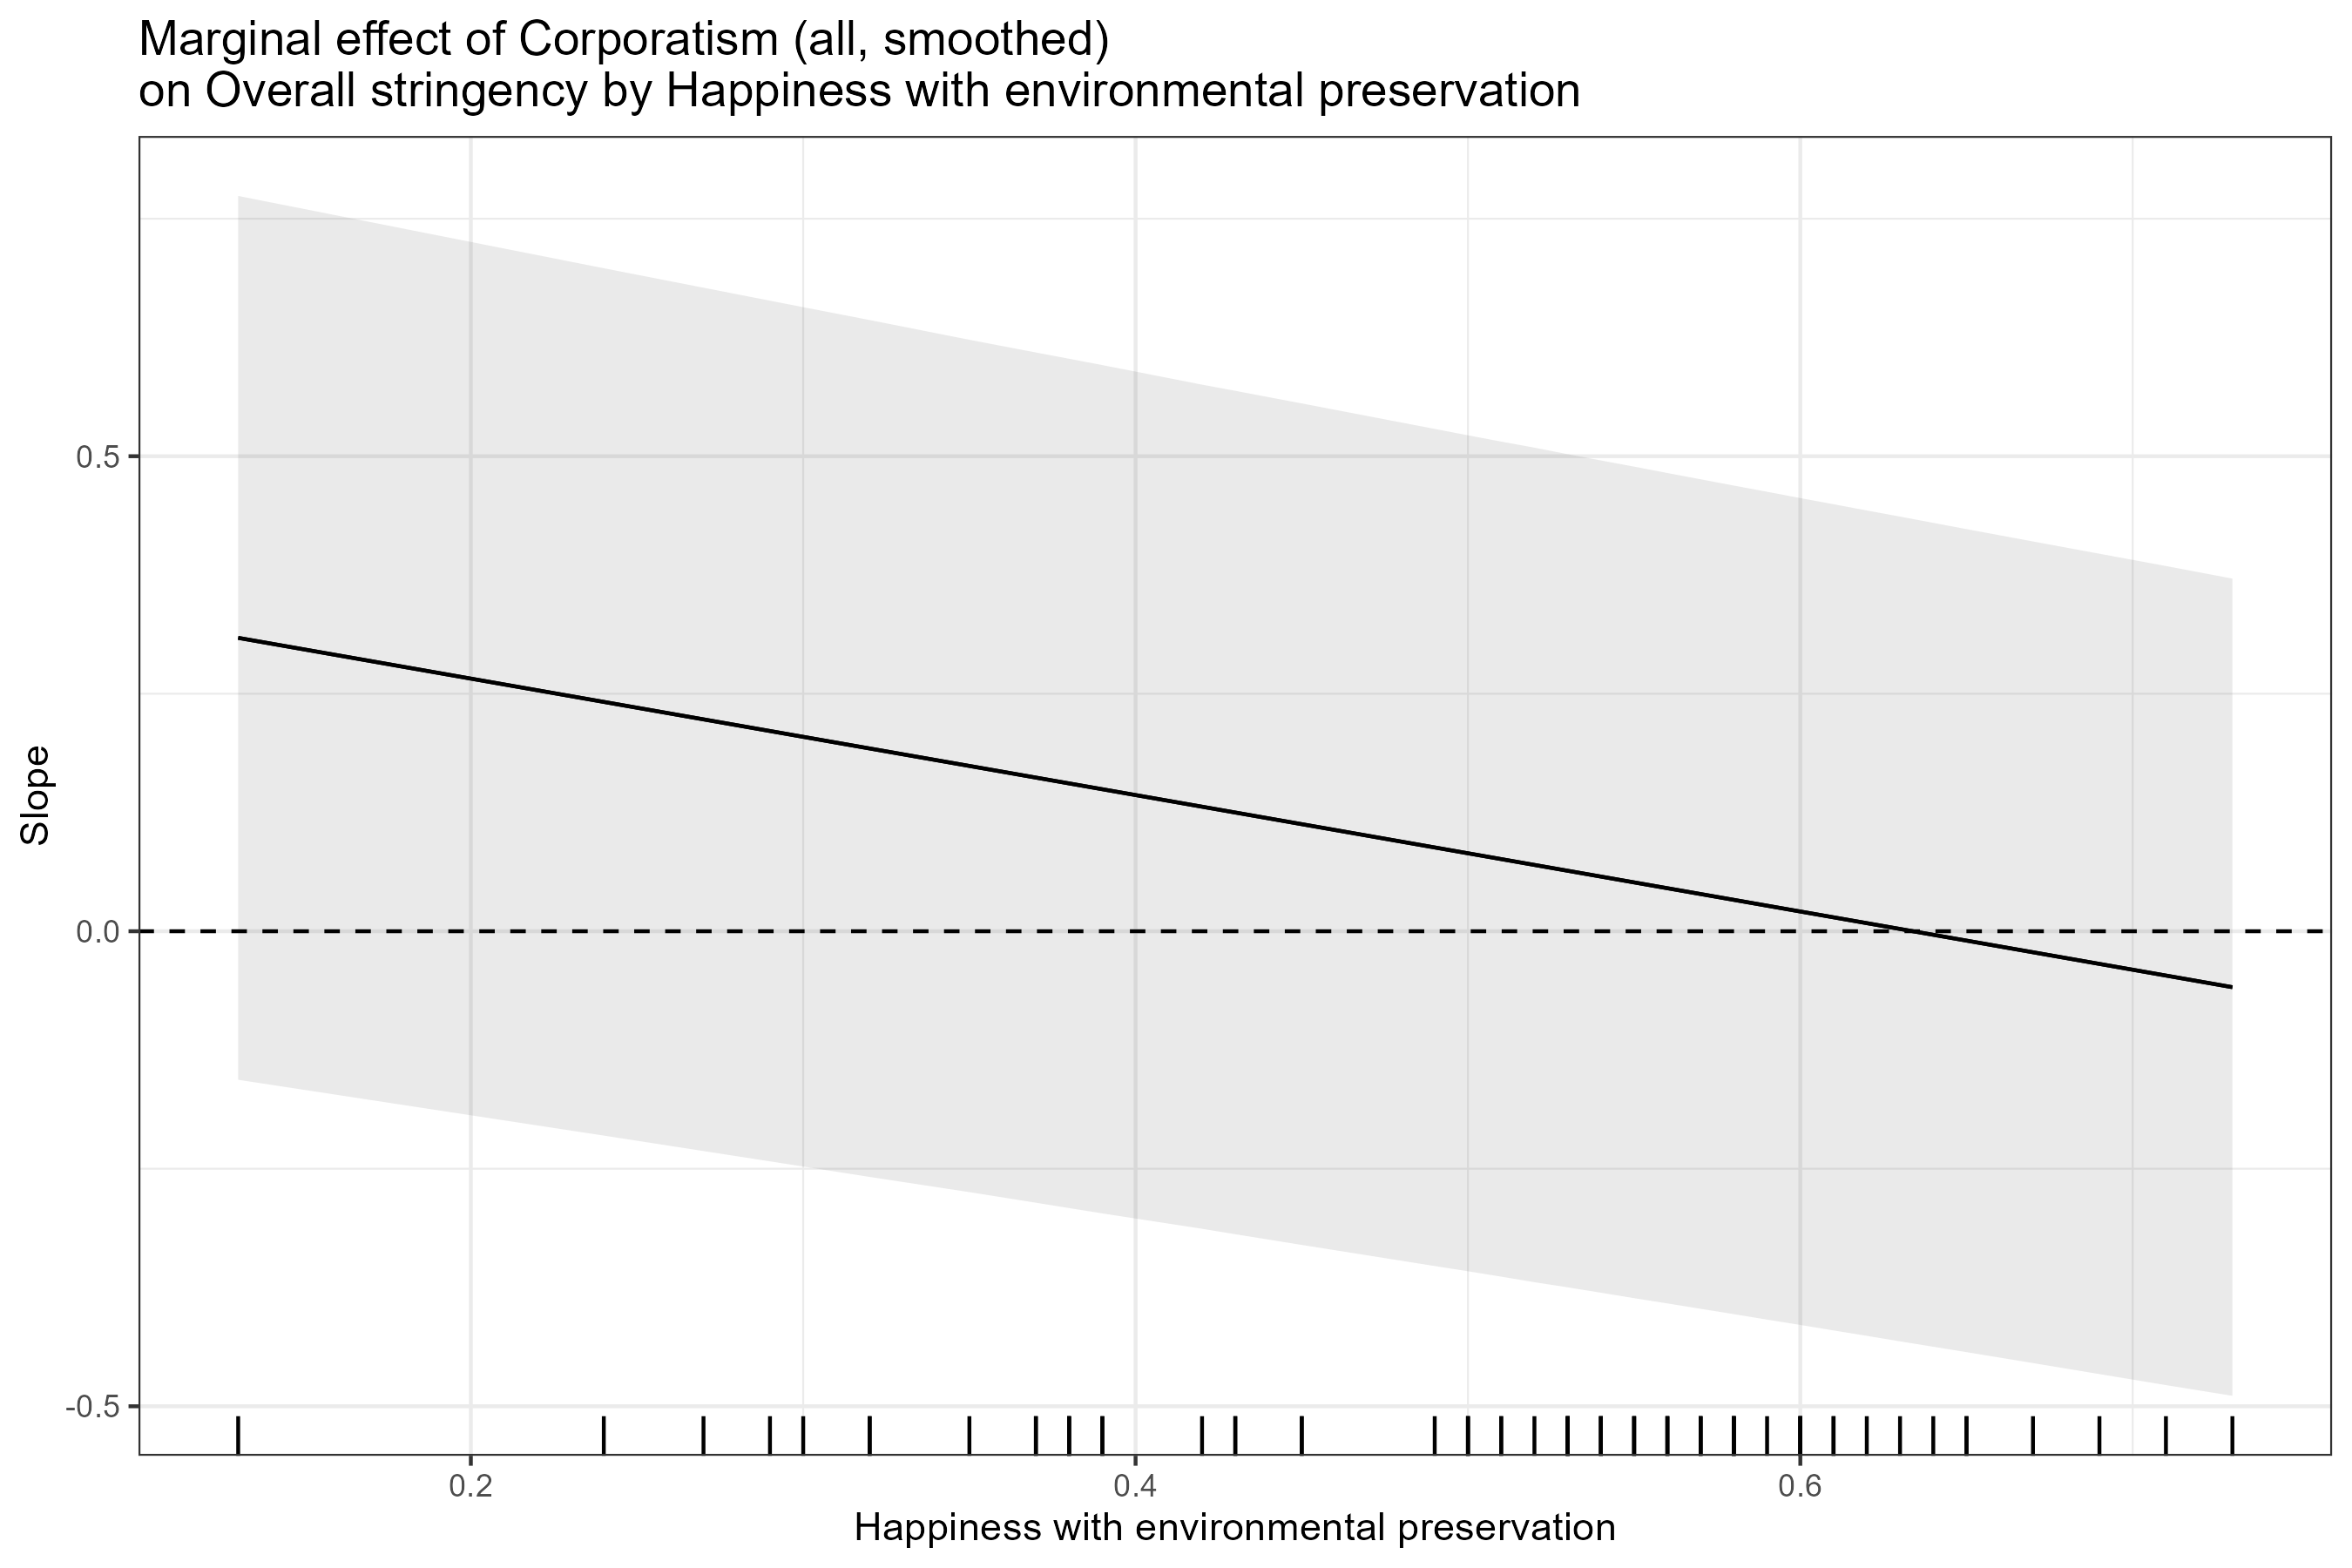 Marginal effect of Corporatism (all, smoothed)
on Overall stringency by Happiness with environmental preservation
Slope
0.5
0.0
-0.5
0.2
0.4
0.6
Happiness with environmental preservation